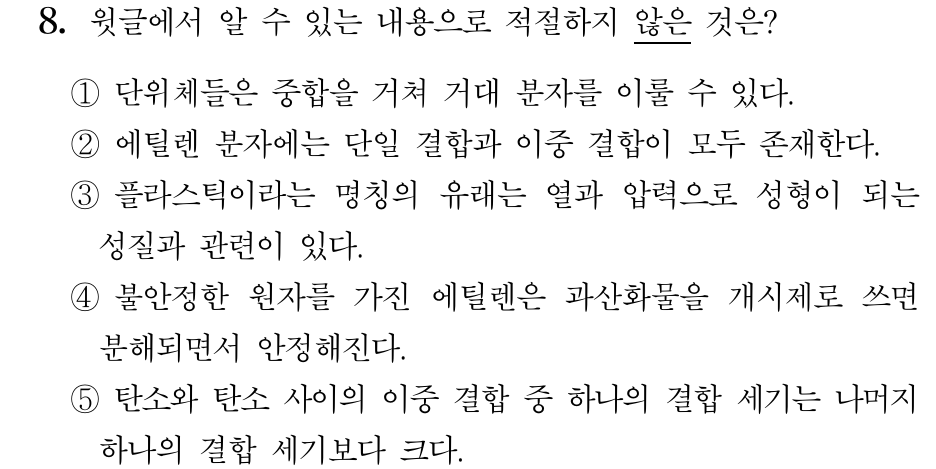 8. 윗글에서 알 수 있는 내용으로 적절하지 않은 것은?
① 단위체들은 중합을 거쳐 거대 분자를 이룰 수 있다.
② 에틸렌 분자에는 단일 결합과 이중 결합이 모두 존재한다.
③ 플라스틱이라는 명칭의 유래는 열과 압력으로 성형이 되는
성질과 관련이 있다.
④ 불안정한 원자를 가진 에틸렌은 과산화물을 개시제로 쓰면
분해되면서 안정해진다.
⑤ 탄소와 탄소 사이의 이중 결합 중 하나의 결합 세기는 나머지
하나의 결합 세기보다 크다.